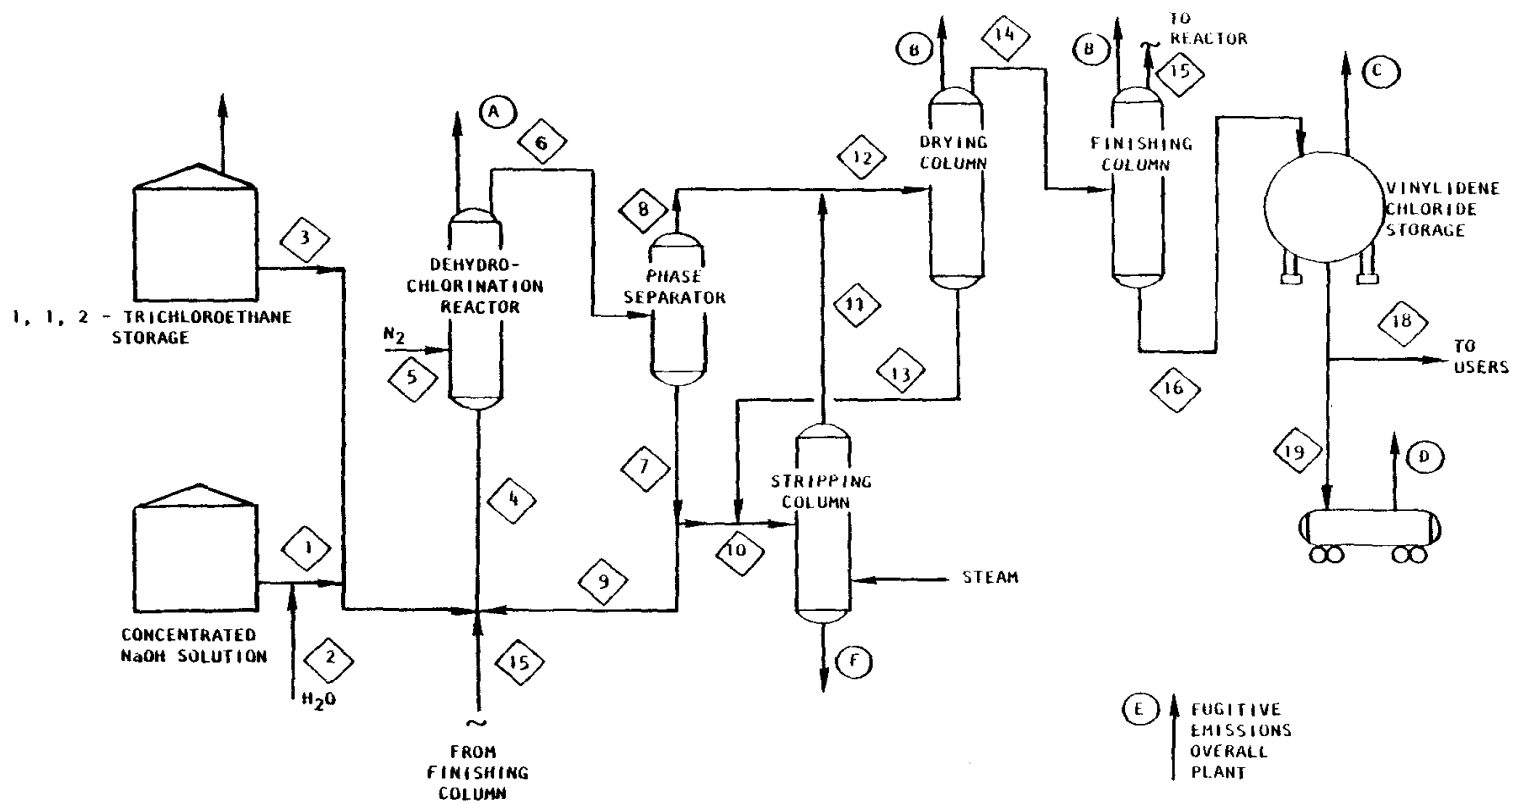 TO
REACTOR
B
14
B
15
C
A
6
DRYING
COLUMN
FINISHING
COLUMN
12
3
8
VINYLIDENE
CHLORIDE
STORAGE
DEHYDRO-
CHLORINATION
REACTOR
PHASE
SEPARATOR
11
1, 1, 2 - TRICHLOROETHANE
STORAGE
N2
5
13
18
TO
USERS
16
7
4
STRIPPING
COLUMN
19
D
1
10
9
STEAM
CONCENTRATED
NaOH SOLUTION
2
H2O
15
F
FROM
FINISHING
COLUMN
E
FUGITIVE
EMISSIONS
OVERALL
PLANT